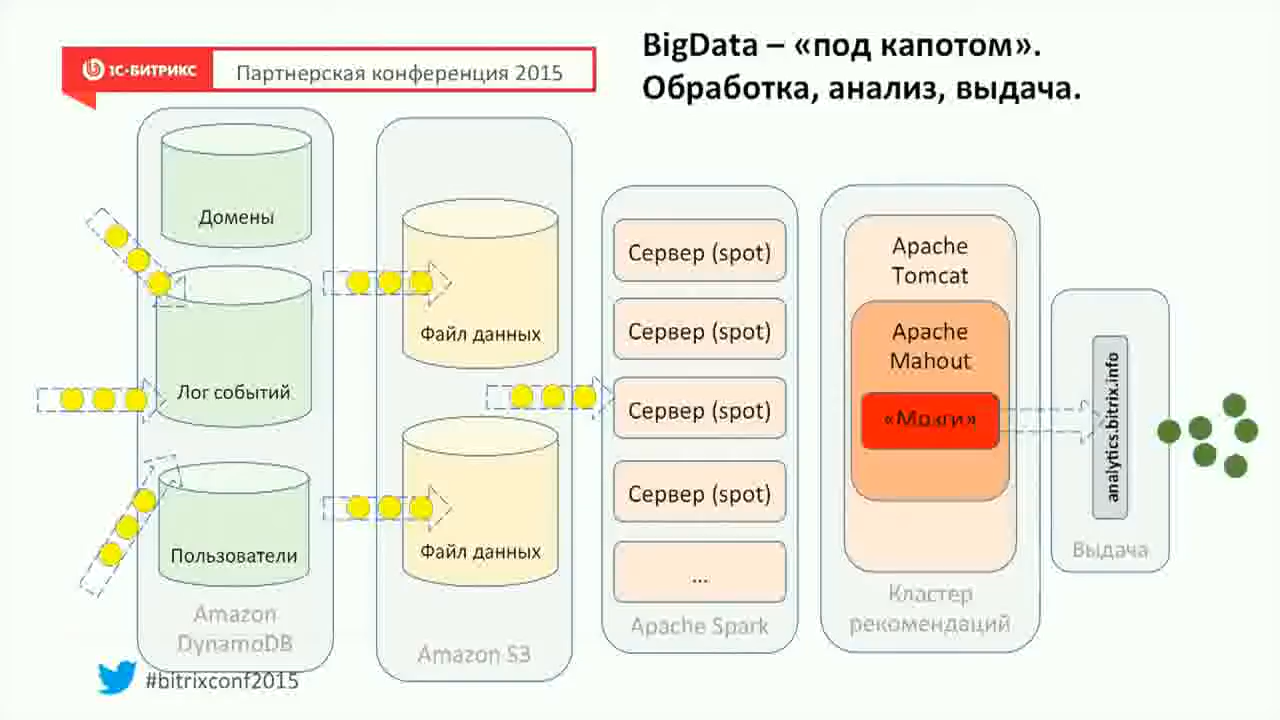 1С-БИТРИКС
Партнерская конференция 2015
BigData – «под капотом».
Обработка, анализ, выдача.
Домены
Лог событий
Пользователи
Amazon
DynamoDB
Файл данных
Файл данных
Amazon S3
Сервер (spot)
Сервер (spot)
Сервер (spot)
Сервер (spot)
...
Apache Spark
Apache
Tomcat
Apache
Mahout
«Мозги»
Кластер
рекомендаций
analytics.bitrix.info
Выдача
#bitrixconf2015